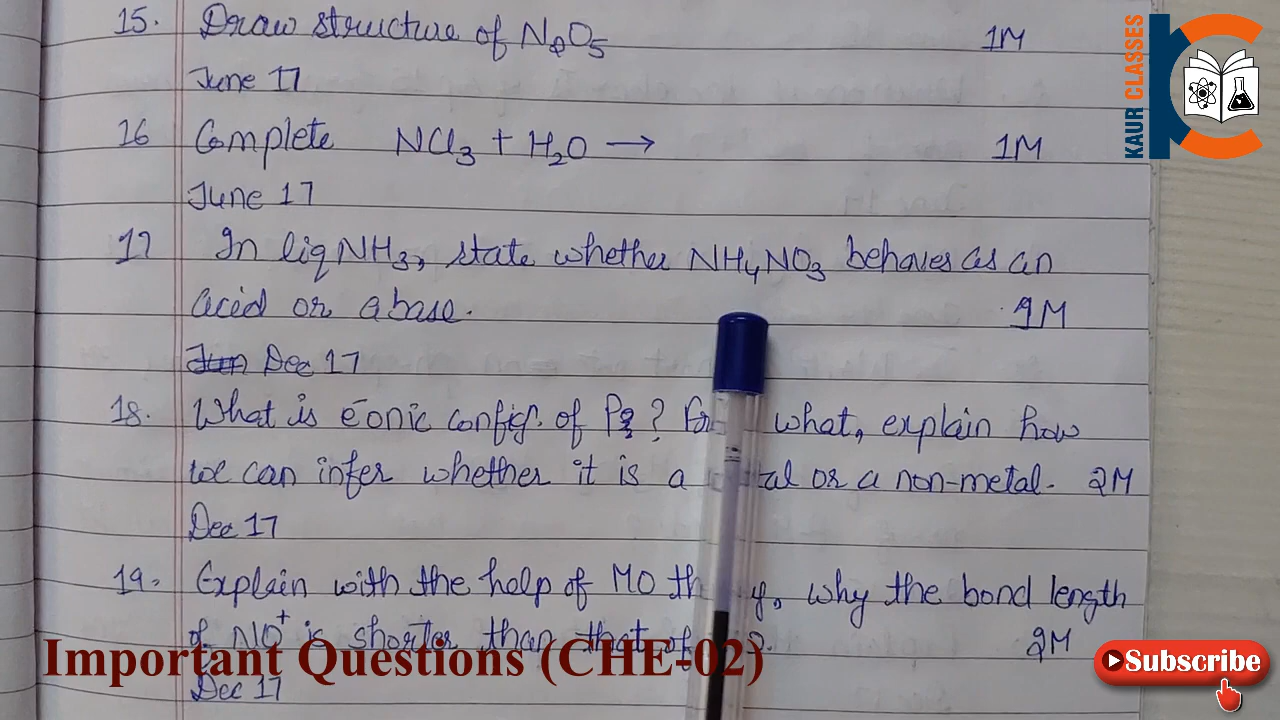 15. Draw structure of N2O5 1M
June 17
16 Complete NCl3 + H2O → 1M
June 17
17 In liq NH3, state whether NH4NO3 behaves as an
acid or a base. 1M
Dec 17
18. What is e̅onic config. of ? what, explain how
we can infer whether it is a or a non-metal. 2M
Dec 17
19. Explain with the help of MO why the bond length
of NO+ is shorter than that of 2M
Dec 17
Important Questions (CHE-02)
KAUR CLASSES
Subscribe